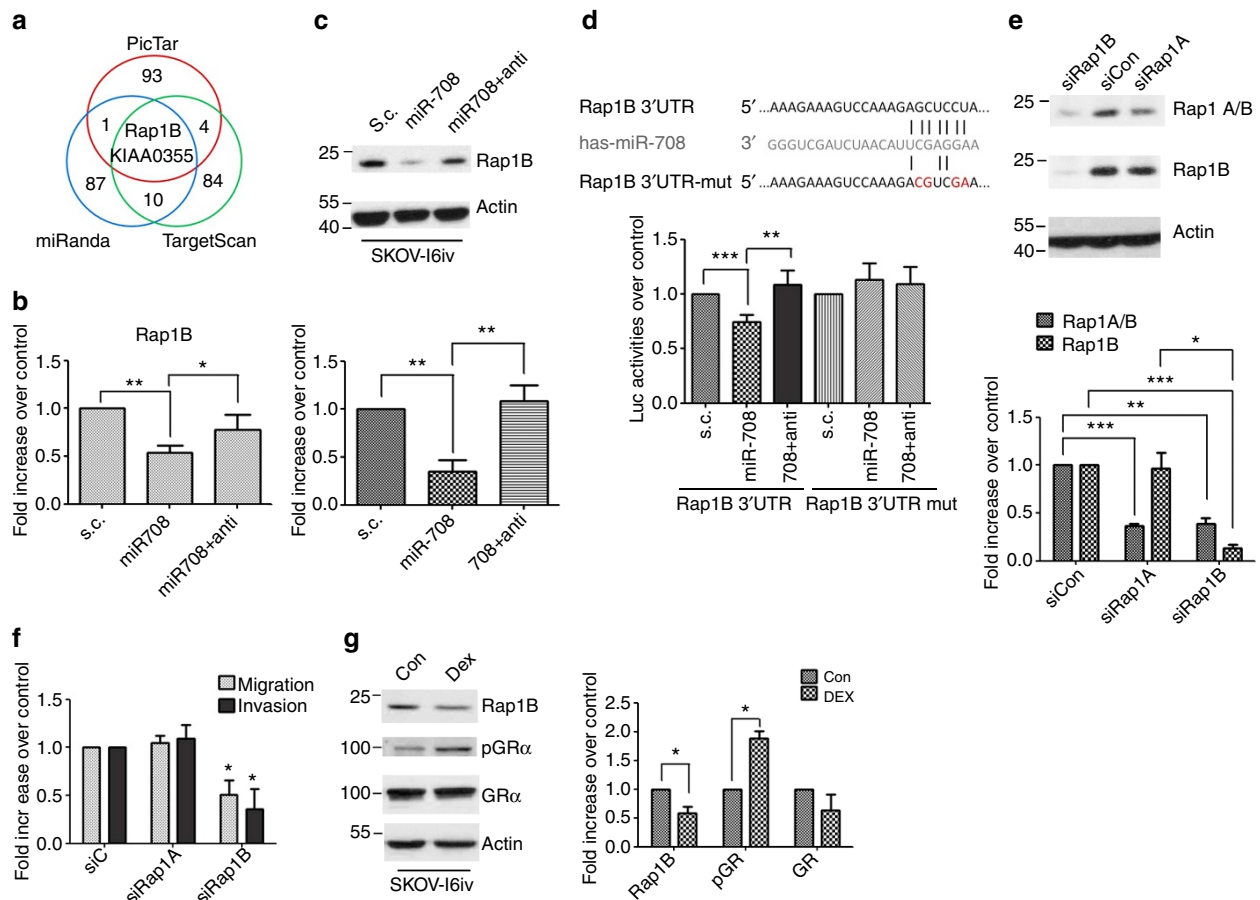 a
PicTar
93
1
Rap1B
4
KIAA0355
87
84
10
miRanda
TargetScan
b
Rap1B
Fold increase over control
1.5
1.0
0.5
0.0
**
*
s.c.
miR708
miR708+anti
Fold increase over control
1.5
1.0
0.5
0.0
**
**
s.c.
miR-708
708+anti
c
S.c.
miR-708
miR708+anti
25
Rap1B
55
40
Actin
SKOV-I6iv
d
Rap1B 3′UTR 5′ ...AAAGAAAGUCCAAAGAGCUCCUA...
has-miR-708 3′ GGGUCGAUCUAACAUUCGAGGAA
Rap1B 3′UTR-mut 5′ ...AAAGAAAGUCCAAAGACGUCGAA...
Luc activities over control
1.5
1.0
0.5
0.0
***
**
s.c.
miR-708
708+anti
s.c.
miR-708
708+anti
Rap1B 3′UTR
Rap1B 3′UTR mut
e
siRap1B
siCon
siRap1A
25
Rap1 A/B
25
Rap1B
55
40
Actin
Rap1A/B
Rap1B
Fold increase over control
1.5
1.0
0.5
0.0
*
***
**
***
siCon
siRap1A
siRap1B
f
Fold incr ease over control
1.5
1.0
0.5
0.0
Migration
Invasion
*
*
siC
siRap1A
siRap1B
g
Con
Dex
25
Rap1B
100
pGRα
100
GRα
55
Actin
SKOV-I6iv
Con
DEX
Fold increase over control
2.5
2.0
1.5
1.0
0.5
0.0
*
*
Rap1B
pGR
GR